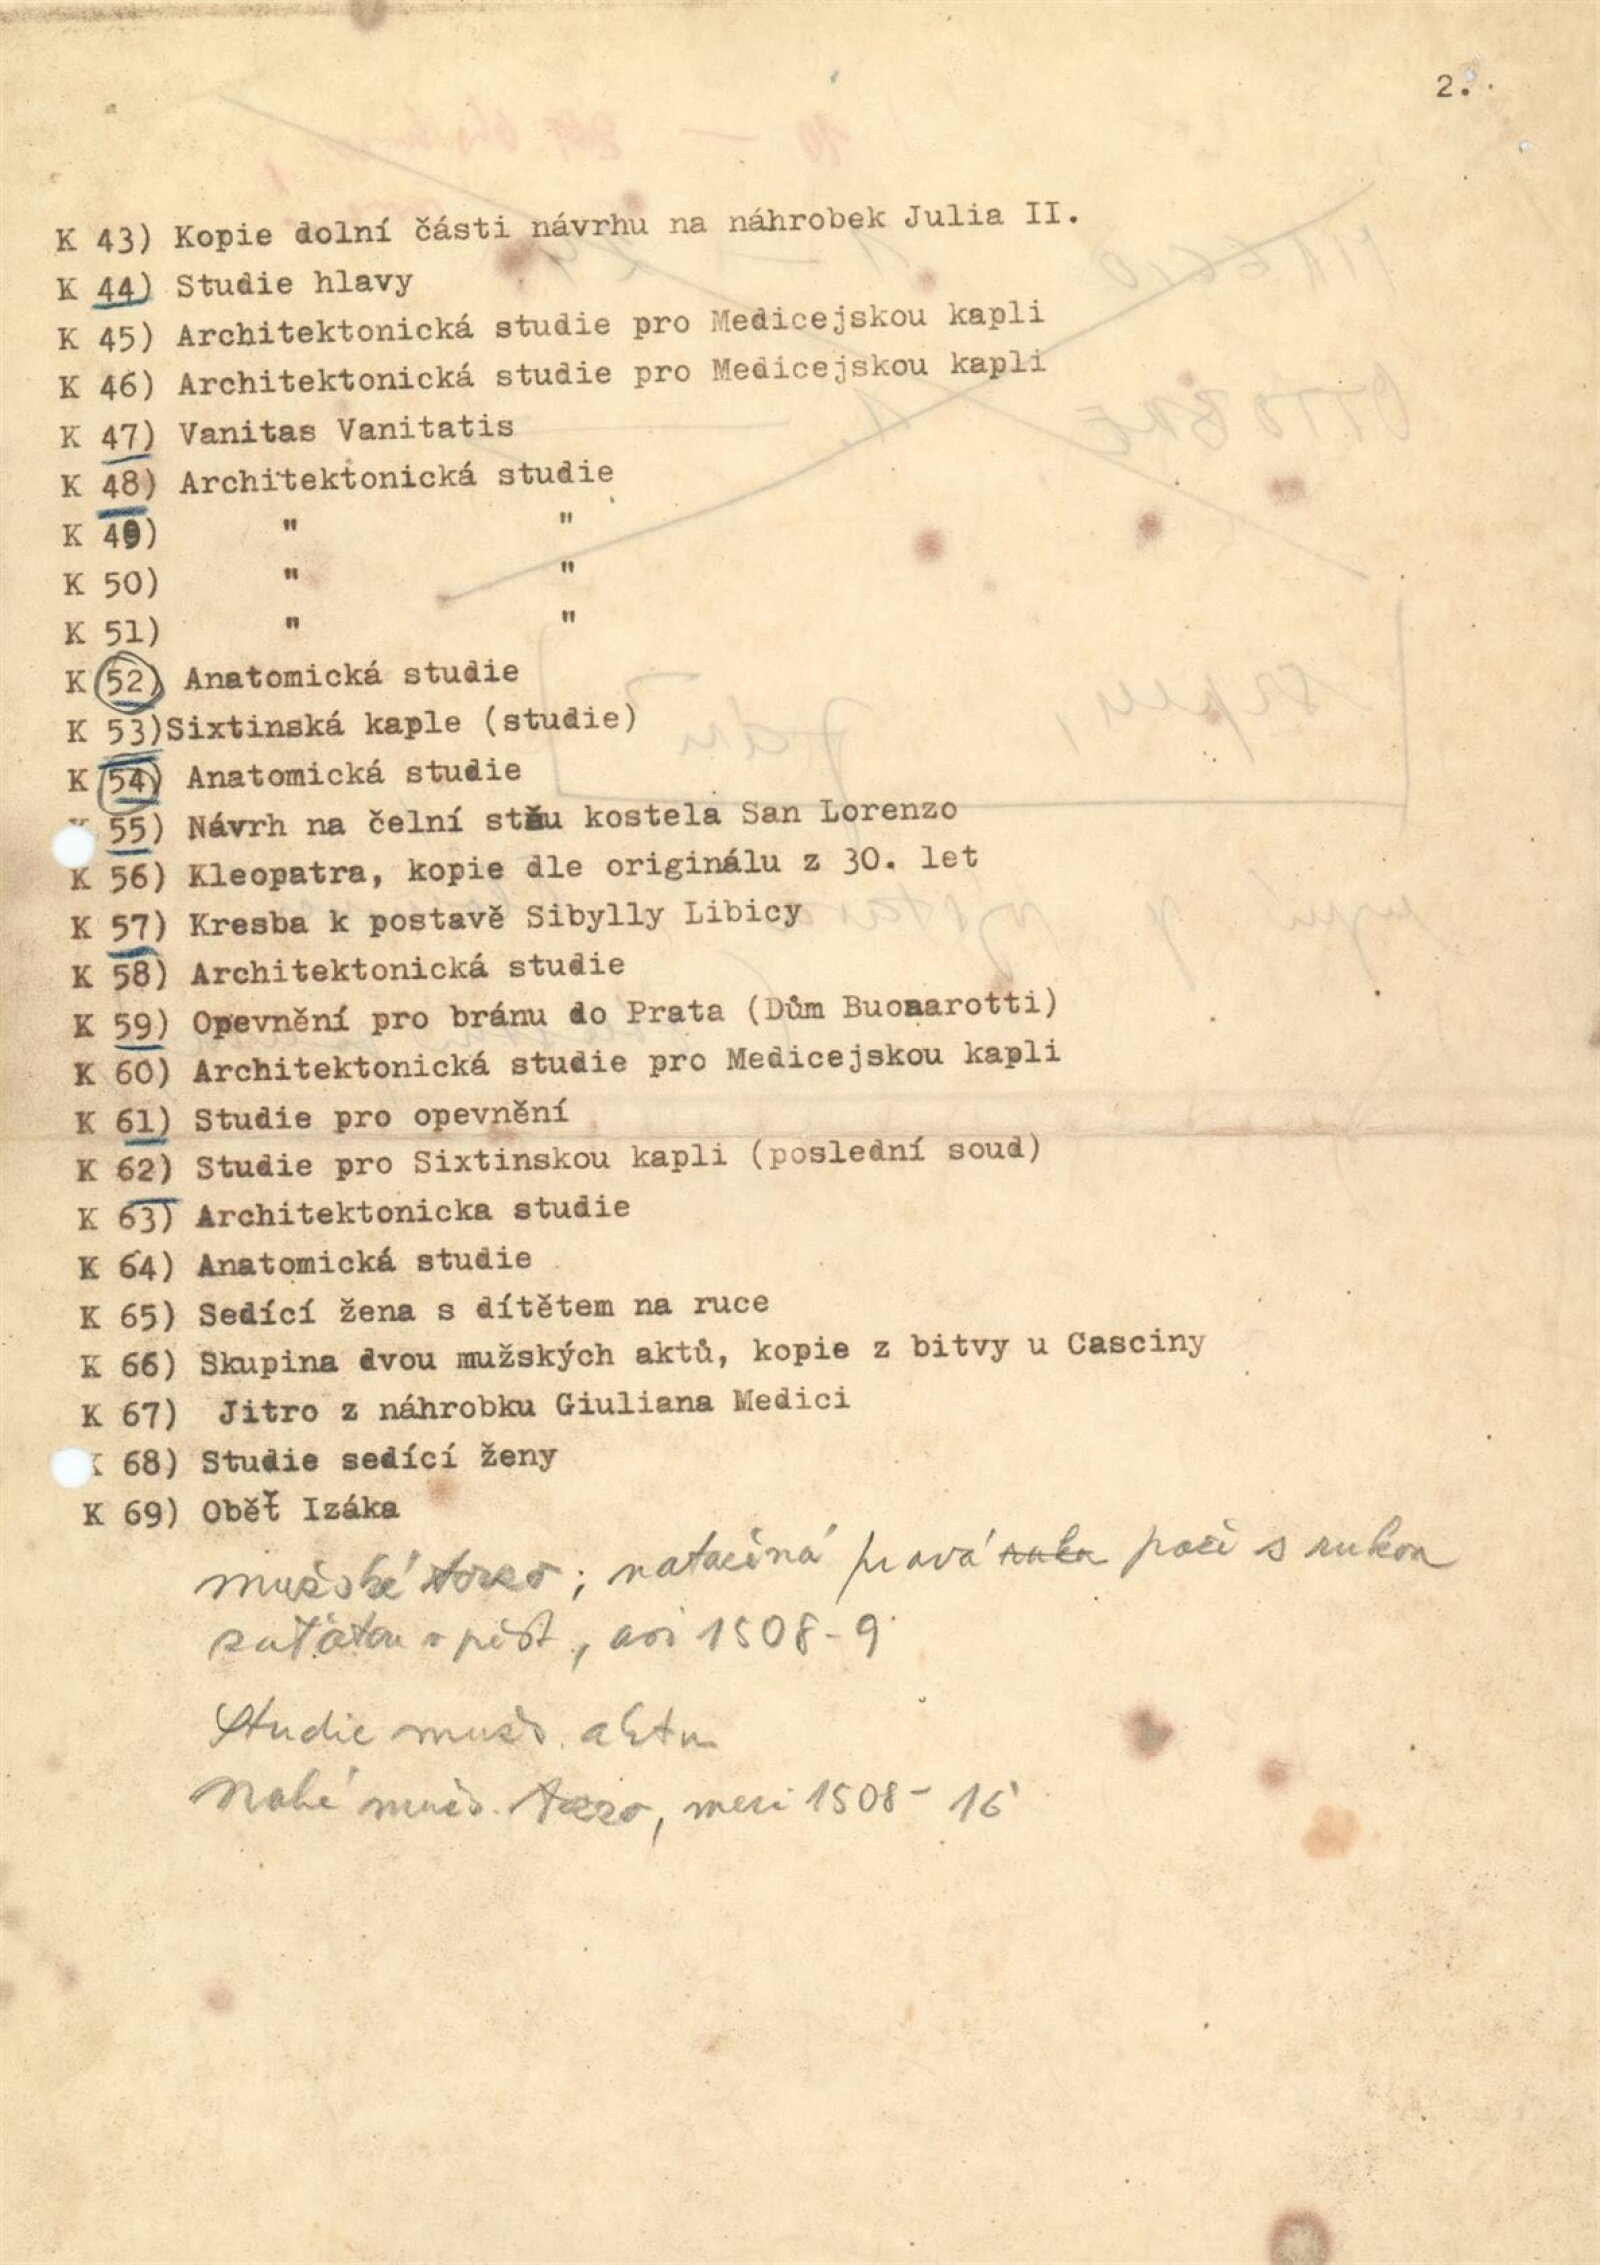 2.
K 43) Kopie dolní části návrhu na náhrobek Julia II.
K 44) Studie hlavy
K 45) Architektonická studie pro Medicejskou kapli
K 46) Architektonická studie pro Medicejskou kapli
K 47) Vanitas Vanitatis
K 48) Architektonická studie
K 49) " "
K 50) " "
K 51) " "
K 52) Anatomická studie
K 53)Sixtinská kaple (studie)
K 54) Anatomická studie
K 55) Návrh na čelní stěu kostela San Lorenzo
K 56) Kleopatra, kopie dle originálu z 30. let
K 57) Kresba k postavě Sibylly Libicy
K 58) Architektonická studie
K 59) Opevnění pro bránu do Prata (Dům Buonarotti)
K 60) Architektonická studie pro Medicejskou kapli
K 61) Studie pro opevnění
K 62) Studie pro Sixtinskou kapli (poslední soud)
K 63) Architektonicka studie
K 64) Anatomická studie
K 65) Sedící žena s dítětem na ruce
K 66) Skupina dvou mužských aktů, kopie z bitvy u Casciny
K 67) Jitro z náhrobku Giuliana Medici
K 68) Studie sedící ženy
K 69) Oběť Izáka
mužské torso; natočená pravá ruka paží s rukou
zaťatou v pěst, asi 1508-9
Studie mužs. aktu
Nahé mužs. torso, mezi 1508-16